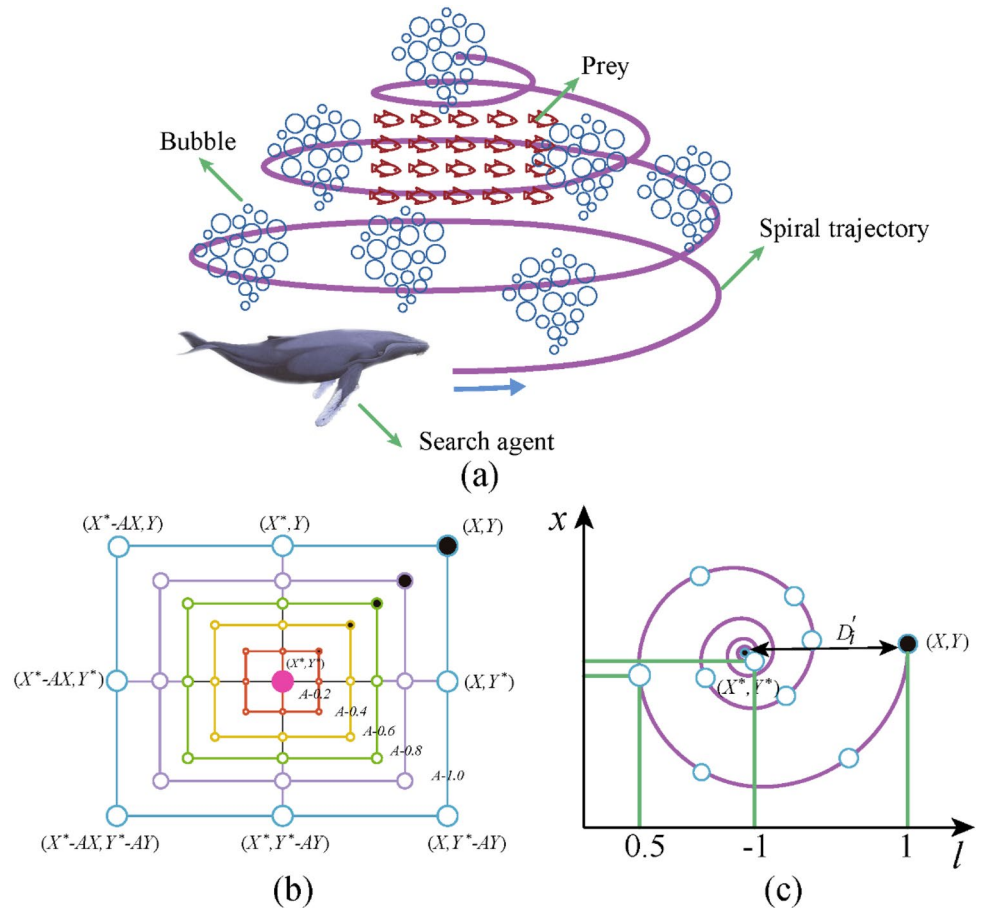 Prey
Bubble
Spiral trajectory
Search agent
(a)
(X*-AX,Y)
(X*,Y)
(X,Y)
(X*,Y*)
(X*-AX,Y*)
(X,Y*)
A-0.2
A-0.4
A-0.6
A-0.8
A-1.0
(X*-AX,Y*-AY)
(X*,Y*-AY)
(X,Y*-AY)
(b)
x
D₁′
(X,Y)
(X*,Y*)
0.5
-1
1
l
(c)